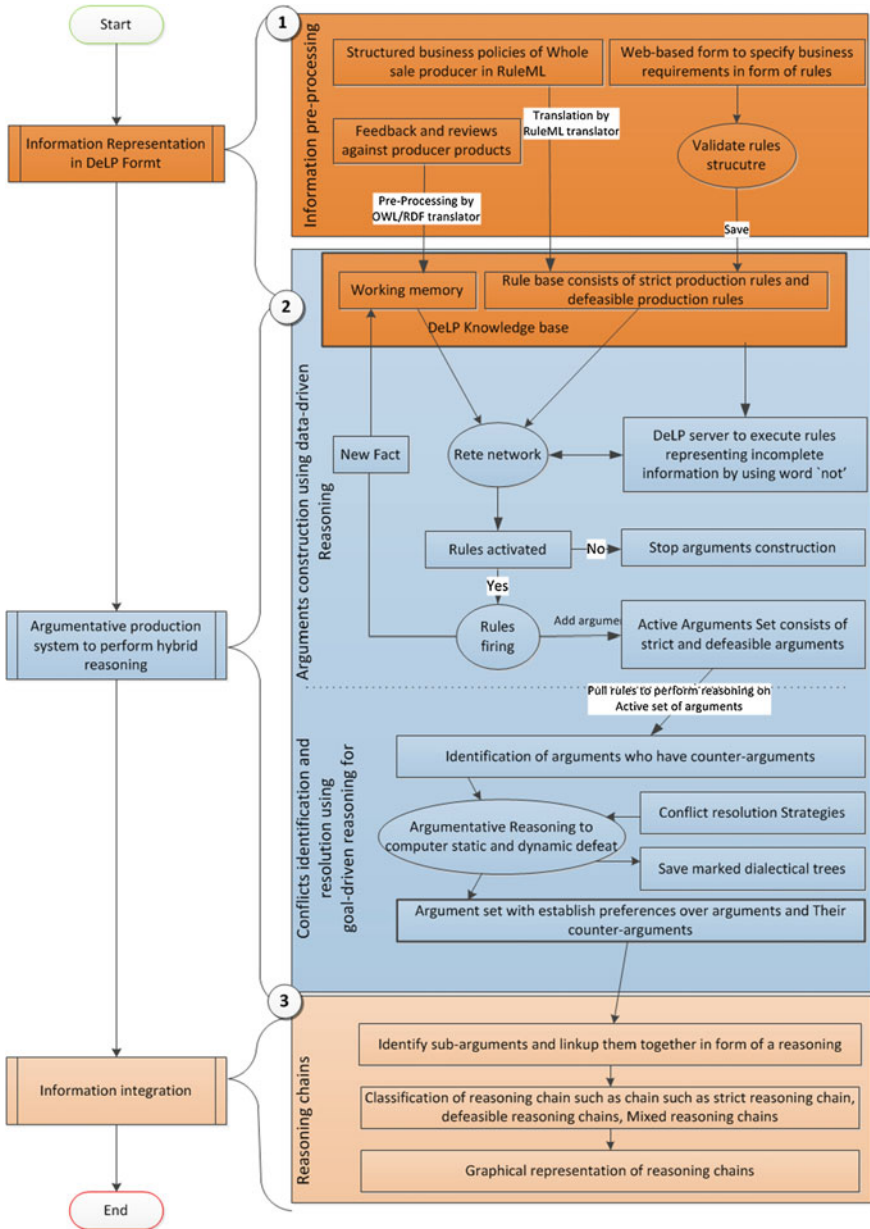 Start
Information Representation
in DeLP Formt
Argumentative production
system to perform hybrid
reasoning
Information integration
End
1
Information pre-processing
Structured business policies of Whole
sale producer in RuleML
Web-based form to specify business
requirements in form of rules
Feedback and reviews
against producer products
Translation by
RuleML translator
Validate rules
strucutre
Pre-Processing by
OWL/RDF translator
Save
2
Arguments construction using data-driven
Reasoning
Working memory
Rule base consists of strict production rules and
defeasible production rules
DeLP Knowledge base
New Fact
Rete network
DeLP server to execute rules
representing incomplete
information by using word `not’
Rules activated
No
Stop arguments construction
Yes
Rules
firing
Add argumen
Active Arguments Set consists of
strict and defeasible arguments
Pull rules to perform reasoning on
Active set of arguments
Conflicts identification and
resolution using
goal-driven reasoning for
Identification of arguments who have counter-arguments
Argumentative Reasoning to
computer static and dynamic defeat
Conflict resolution Strategies
Save marked dialectical trees
Argument set with establish preferences over arguments and Their
counter-arguments
3
Reasoning chains
Identify sub-arguments and linkup them together in form of a reasoning
Classification of reasoning chain such as chain such as strict reasoning chain,
defeasible reasoning chains, Mixed reasoning chains
Graphical representation of reasoning chains